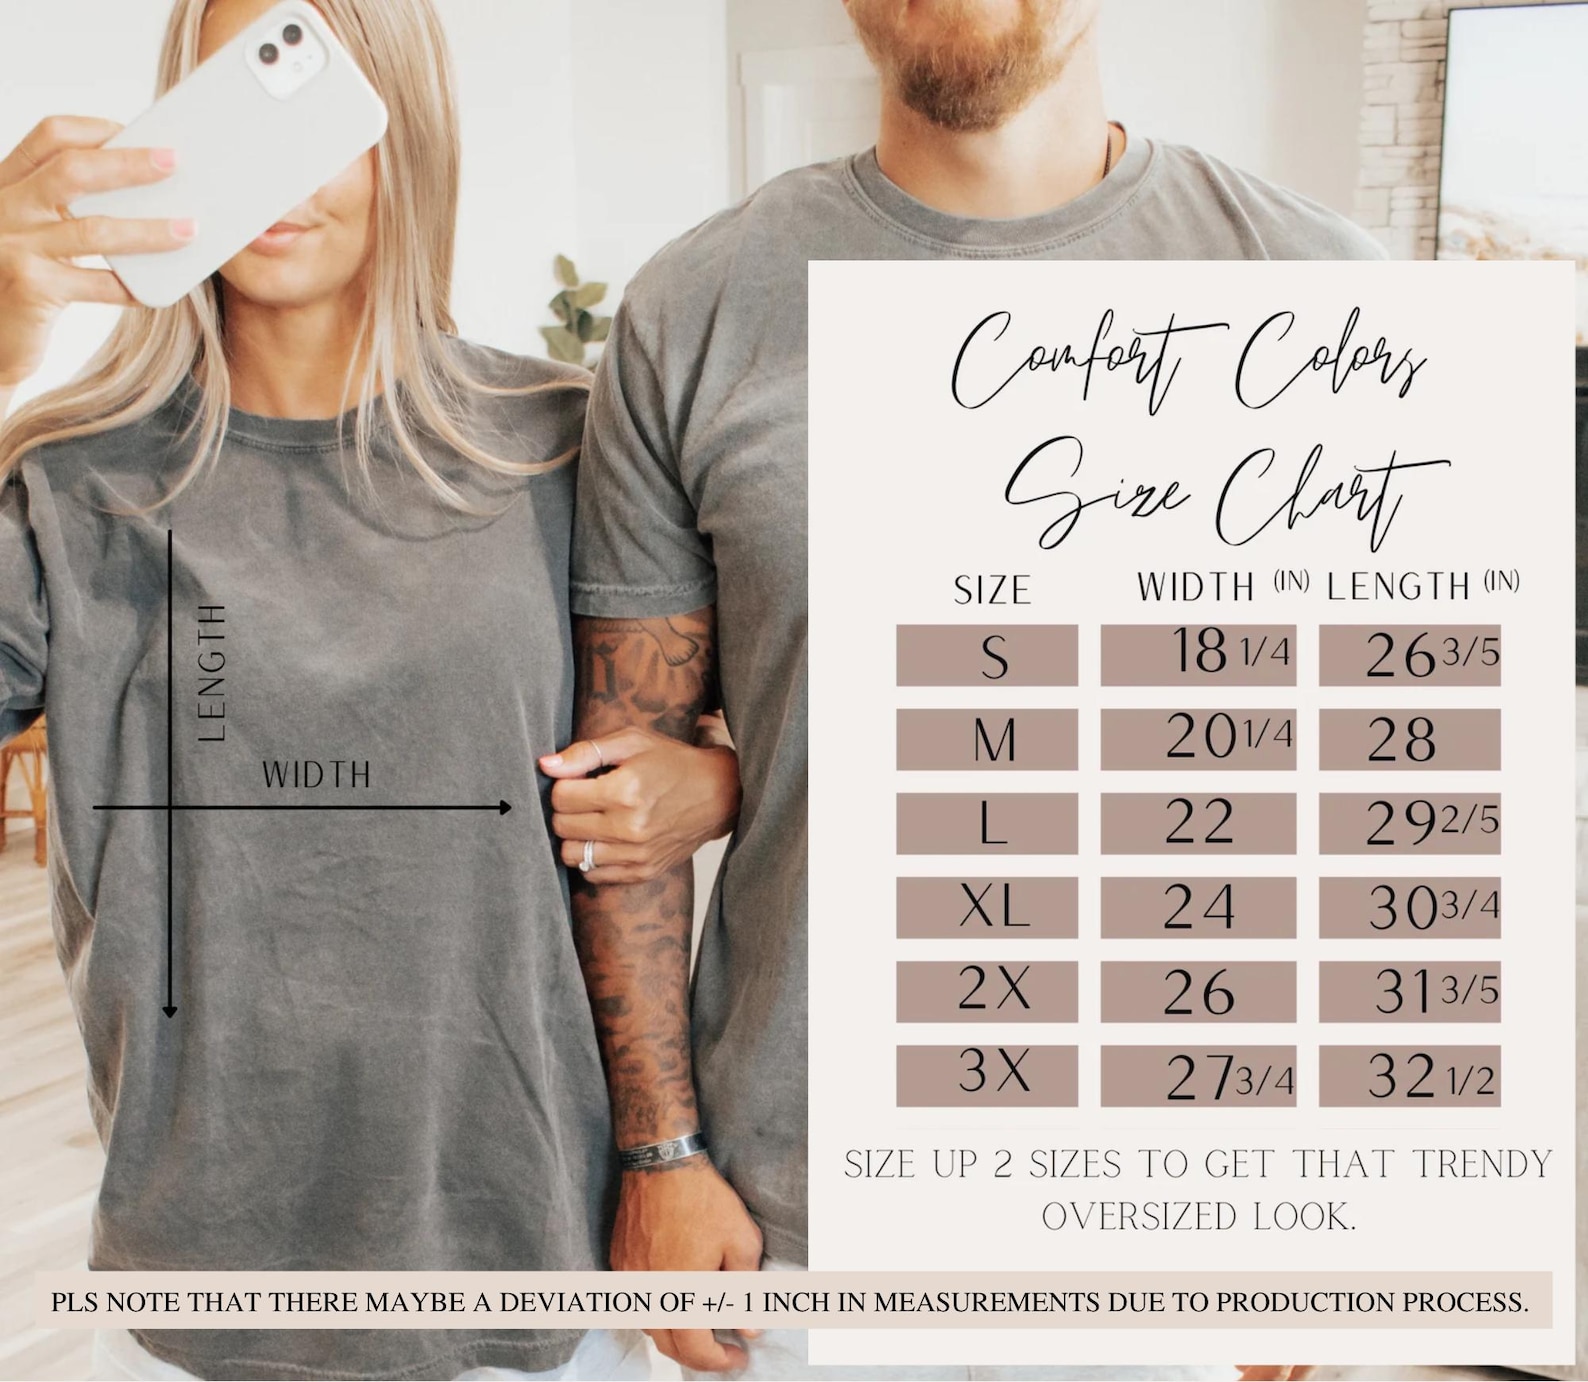 Comfort Colors
Size Chart
SIZE WIDTH (IN) LENGTH (IN)
S 18 1/4 26 3/5
M 20 1/4 28
L 22 29 2/5
XL 24 30 3/4
2X 26 31 3/5
3X 27 3/4 32 1/2
SIZE UP 2 SIZES TO GET THAT TRENDY
OVERSIZED LOOK.
LENGTH
WIDTH
PLS NOTE THAT THERE MAYBE A DEVIATION OF +/- 1 INCH IN MEASUREMENTS DUE TO PRODUCTION PROCESS.